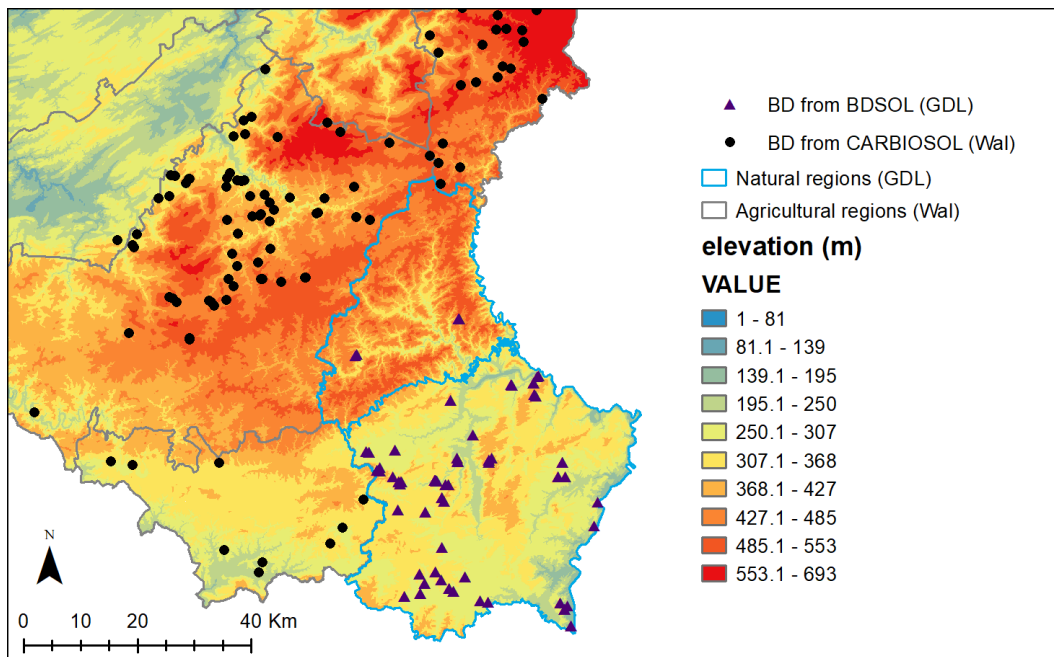 BD from BDSOL (GDL)
BD from CARBIOSOL (Wal)
Natural regions (GDL)
Agricultural regions (Wal)
elevation (m)
VALUE
1 - 81
81.1 - 139
139.1 - 195
195.1 - 250
250.1 - 307
307.1 - 368
368.1 - 427
427.1 - 485
485.1 - 553
553.1 - 693
N
0 10 20 40 Km